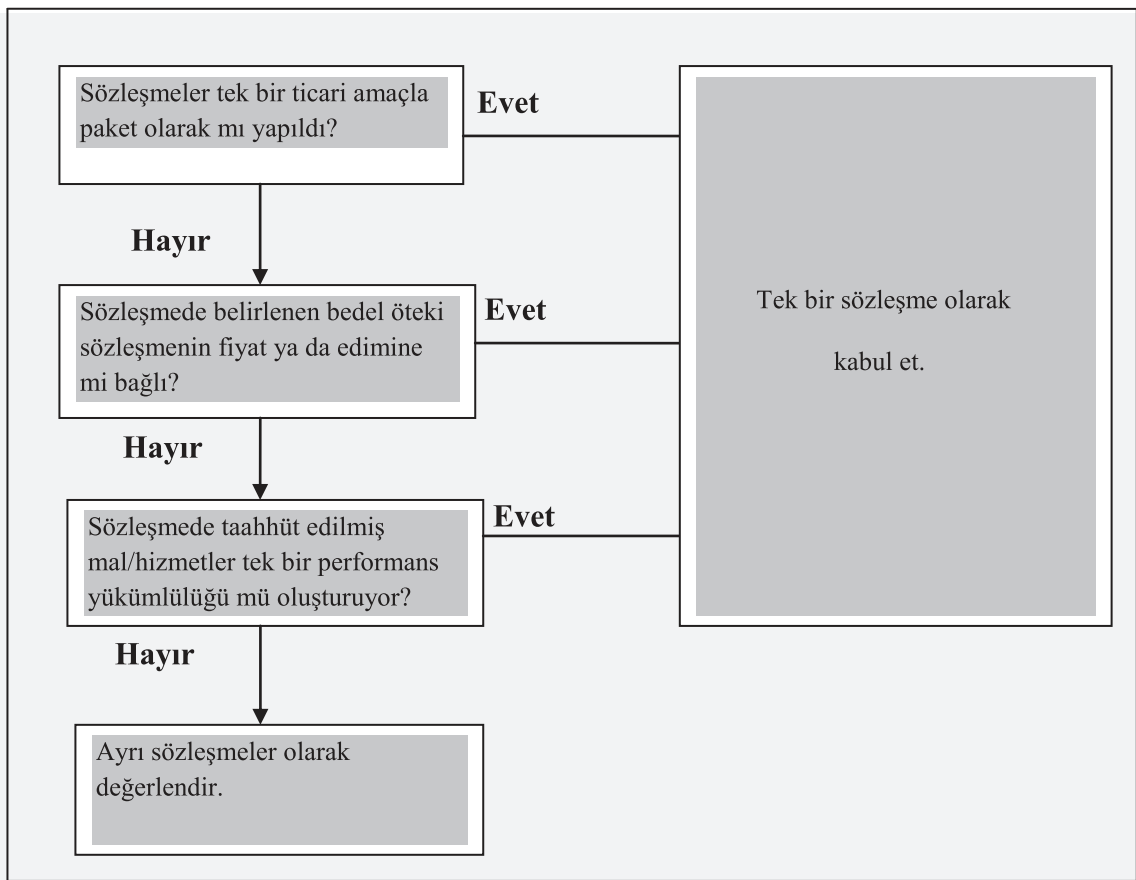 Sözleşmeler tek bir ticari amaçla
paket olarak mı yapıldı?
Evet
Hayır
Sözleşmede belirlenen bedel öteki
sözleşmenin fiyat ya da edimine
mi bağlı?
Evet
Tek bir sözleşme olarak
kabul et.
Hayır
Sözleşmede taahhüt edilmiş
mal/hizmetler tek bir performans
yükümlülüğü mü oluşturuyor?
Evet
Hayır
Ayrı sözleşmeler olarak
değerlendir.